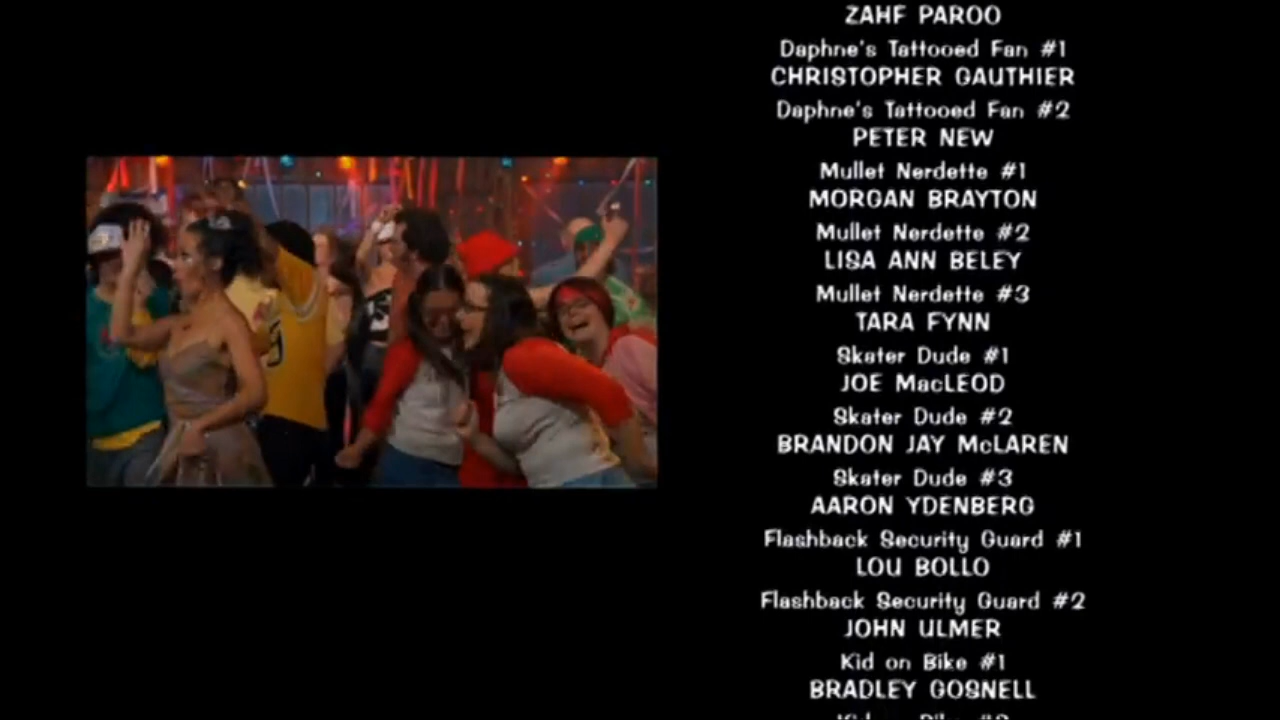 ZAHF PAROO
Daphne's Tattooed Fan #1
CHRISTOPHER GAUTHIER
Daphne's Tattooed Fan #2
PETER NEW
Mullet Nerdette #1
MORGAN BRAYTON
Mullet Nerdette #2
LISA ANN BELEY
Mullet Nerdette #3
TARA FYNN
Skater Dude #1
JOE MacLEOD
Skater Dude #2
BRANDON JAY McLAREN
Skater Dude #3
AARON YDENBERG
Flashback Security Guard #1
LOU BOLLO
Flashback Security Guard #2
JOHN ULMER
Kid on Bike #1
BRADLEY GOSNELL